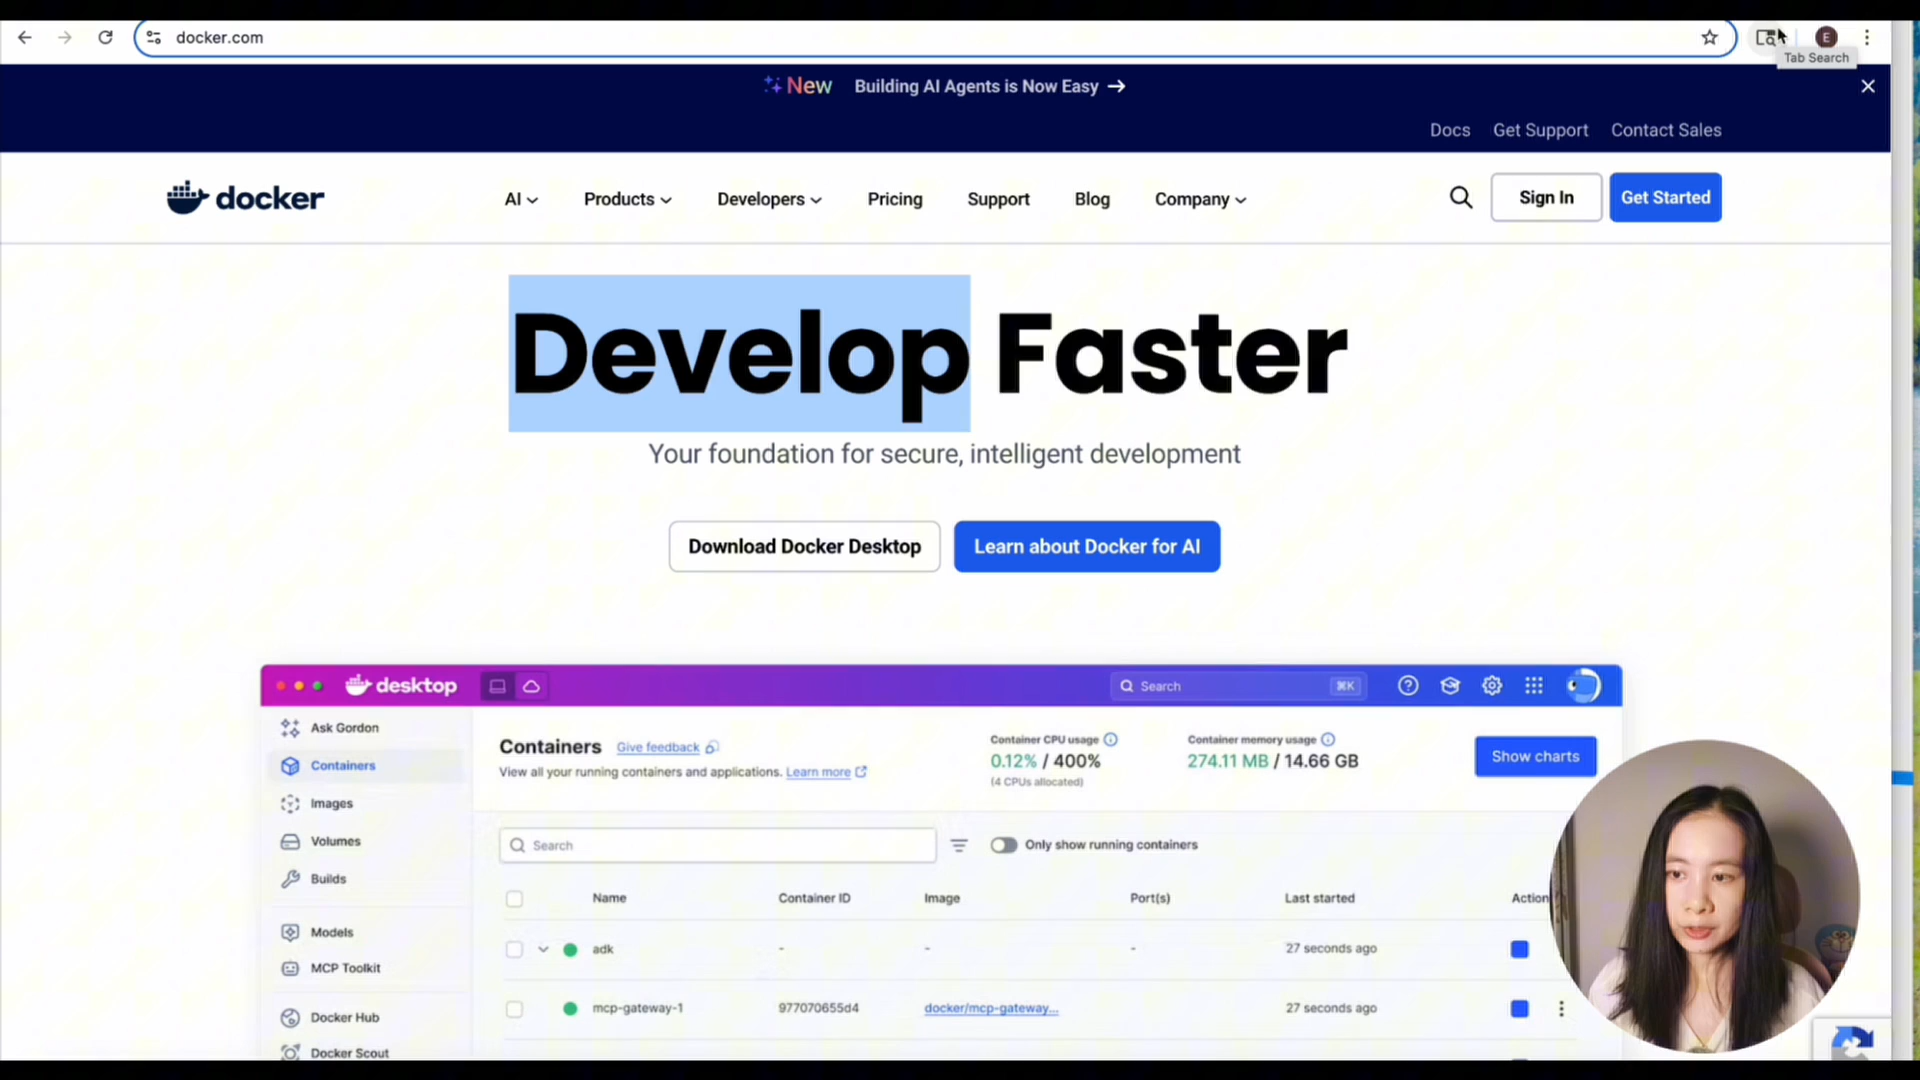 docker.com
E
Tab Search
New Building AI Agents is Now Easy →
Docs Get Support Contact Sales
docker
AI Products Developers Pricing Support Blog Company
Sign In Get Started
Develop Faster
Your foundation for secure, intelligent development
Download Docker Desktop Learn about Docker for AI
desktop
Search ⌘K
Ask Gordon
Containers
Images
Volumes
Builds
Models
MCP Toolkit
Docker Hub
Docker Scout
Containers Give feedback
View all your running containers and applications. Learn more
Container CPU usage
0.12% / 400%
(4 CPUs allocated)
Container memory usage
274.11 MB / 14.66 GB
Show charts
Search
Only show running containers
Name Container ID Image Port(s) Last started Action
adk - - - 27 seconds ago
mcp-gateway-1 977070655d4 docker/mcp-gateway... 27 seconds ago